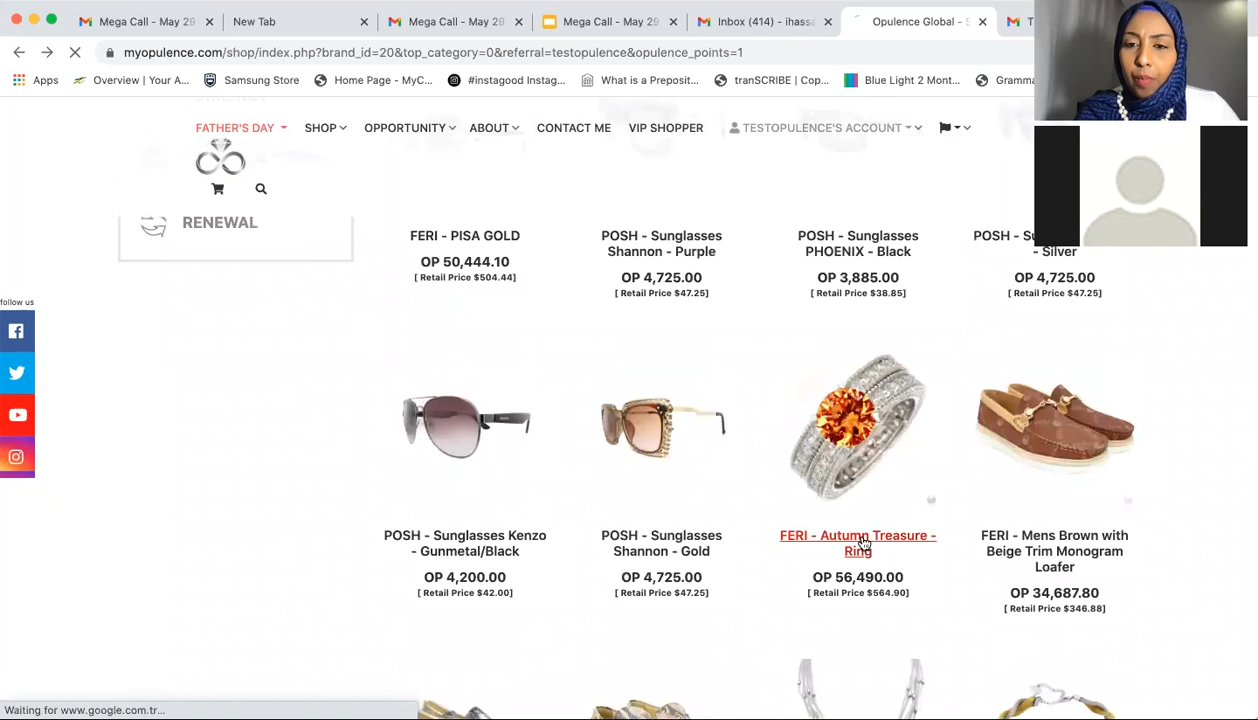 Mega Call - May 29
New Tab
Mega Call - May 29
Mega Call - May 29
Inbox (414) - ihassa
Opulence Global - S
myopulence.com/shop/index.php?brand_id=20&top_category=0&referral=testopulence&opulence_points=1
Apps
Overview | Your A...
Samsung Store
Home Page - MyC...
#instagood Instag...
What is a Preposit...
tranSCRIBE | Cop...
Blue Light 2 Mont...
Gramma
FATHER'S DAY
SHOP
OPPORTUNITY
ABOUT
CONTACT ME
VIP SHOPPER
TESTOPULENCE'S ACCOUNT
RENEWAL
follow us
FERI - PISA GOLD
OP 50,444.10
[ Retail Price $504.44]
POSH - Sunglasses
Shannon - Purple
OP 4,725.00
[ Retail Price $47.25]
POSH - Sunglasses
PHOENIX - Black
OP 3,885.00
[ Retail Price $38.85]
POSH - Su
- Silver
OP 4,725.00
[ Retail Price $47.25]
POSH - Sunglasses Kenzo
- Gunmetal/Black
OP 4,200.00
[ Retail Price $42.00]
POSH - Sunglasses
Shannon - Gold
OP 4,725.00
[ Retail Price $47.25]
FERI - Autumn Treasure -
Ring
OP 56,490.00
[ Retail Price $564.90]
FERI - Mens Brown with
Beige Trim Monogram
Loafer
OP 34,687.80
[ Retail Price $346.88]
Waiting for www.google.com.tr...